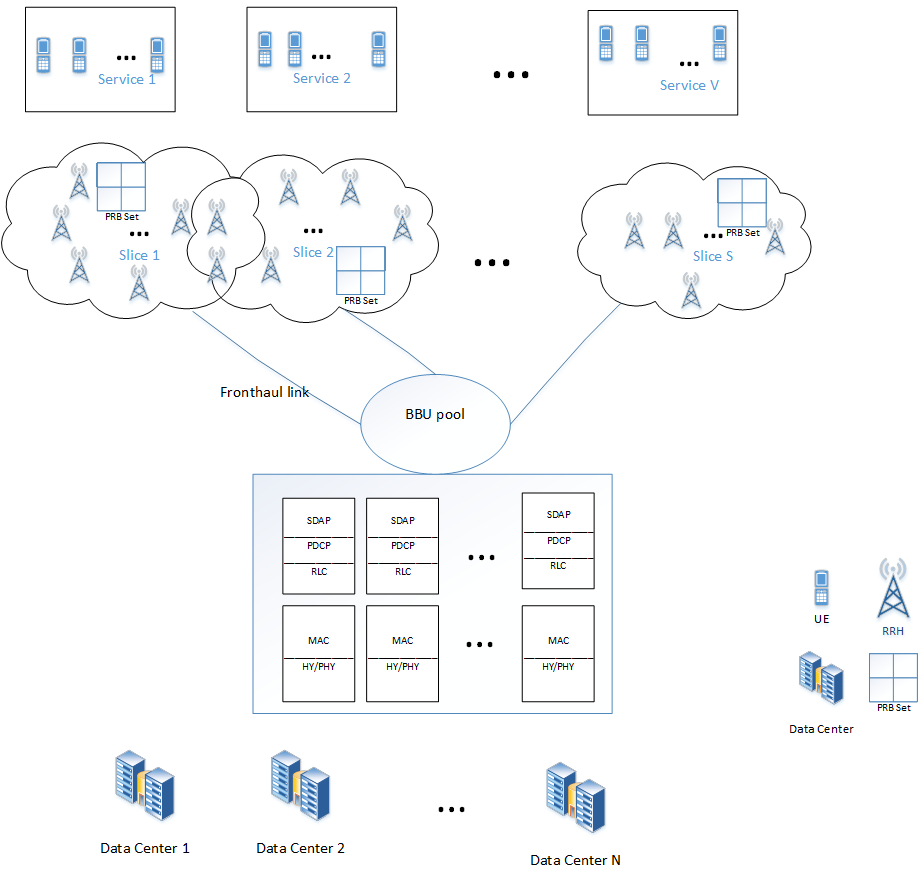 Service 1
Service 2
Service V
PRB Set
Slice 1
Slice 2
PRB Set
PRB Set
Slice S
Fronthaul link
BBU pool
SDAP
PDCP
RLC
SDAP
PDCP
RLC
SDAP
PDCP
RLC
MAC
HY/PHY
MAC
HY/PHY
MAC
HY/PHY
UE
RRH
Data Center
PRB Set
Data Center 1
Data Center 2
Data Center N